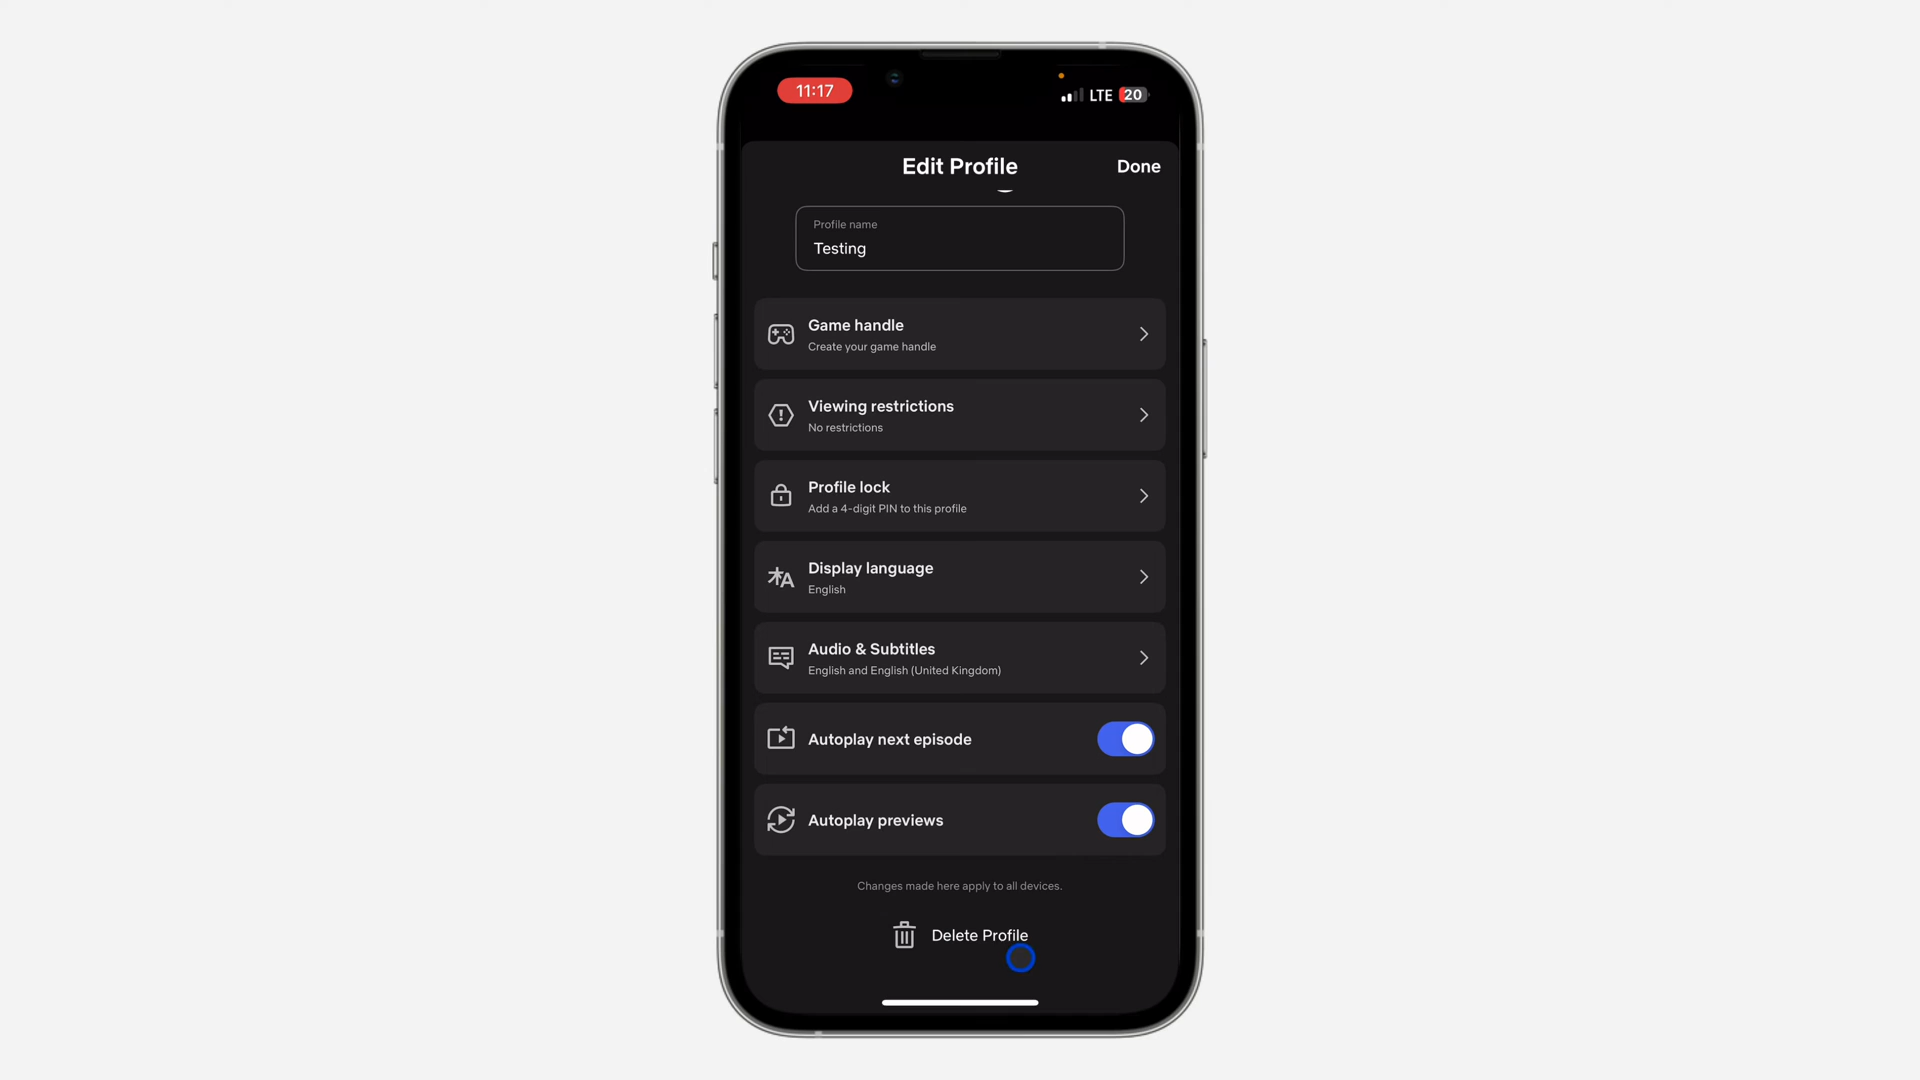 11:17
LTE 20
Edit Profile
Done
Profile name
Testing
Game handle
Create your game handle
Viewing restrictions
No restrictions
Profile lock
Add a 4-digit PIN to this profile
Display language
English
Audio & Subtitles
English and English (United Kingdom)
Autoplay next episode
Autoplay previews
Changes made here apply to all devices.
Delete Profile